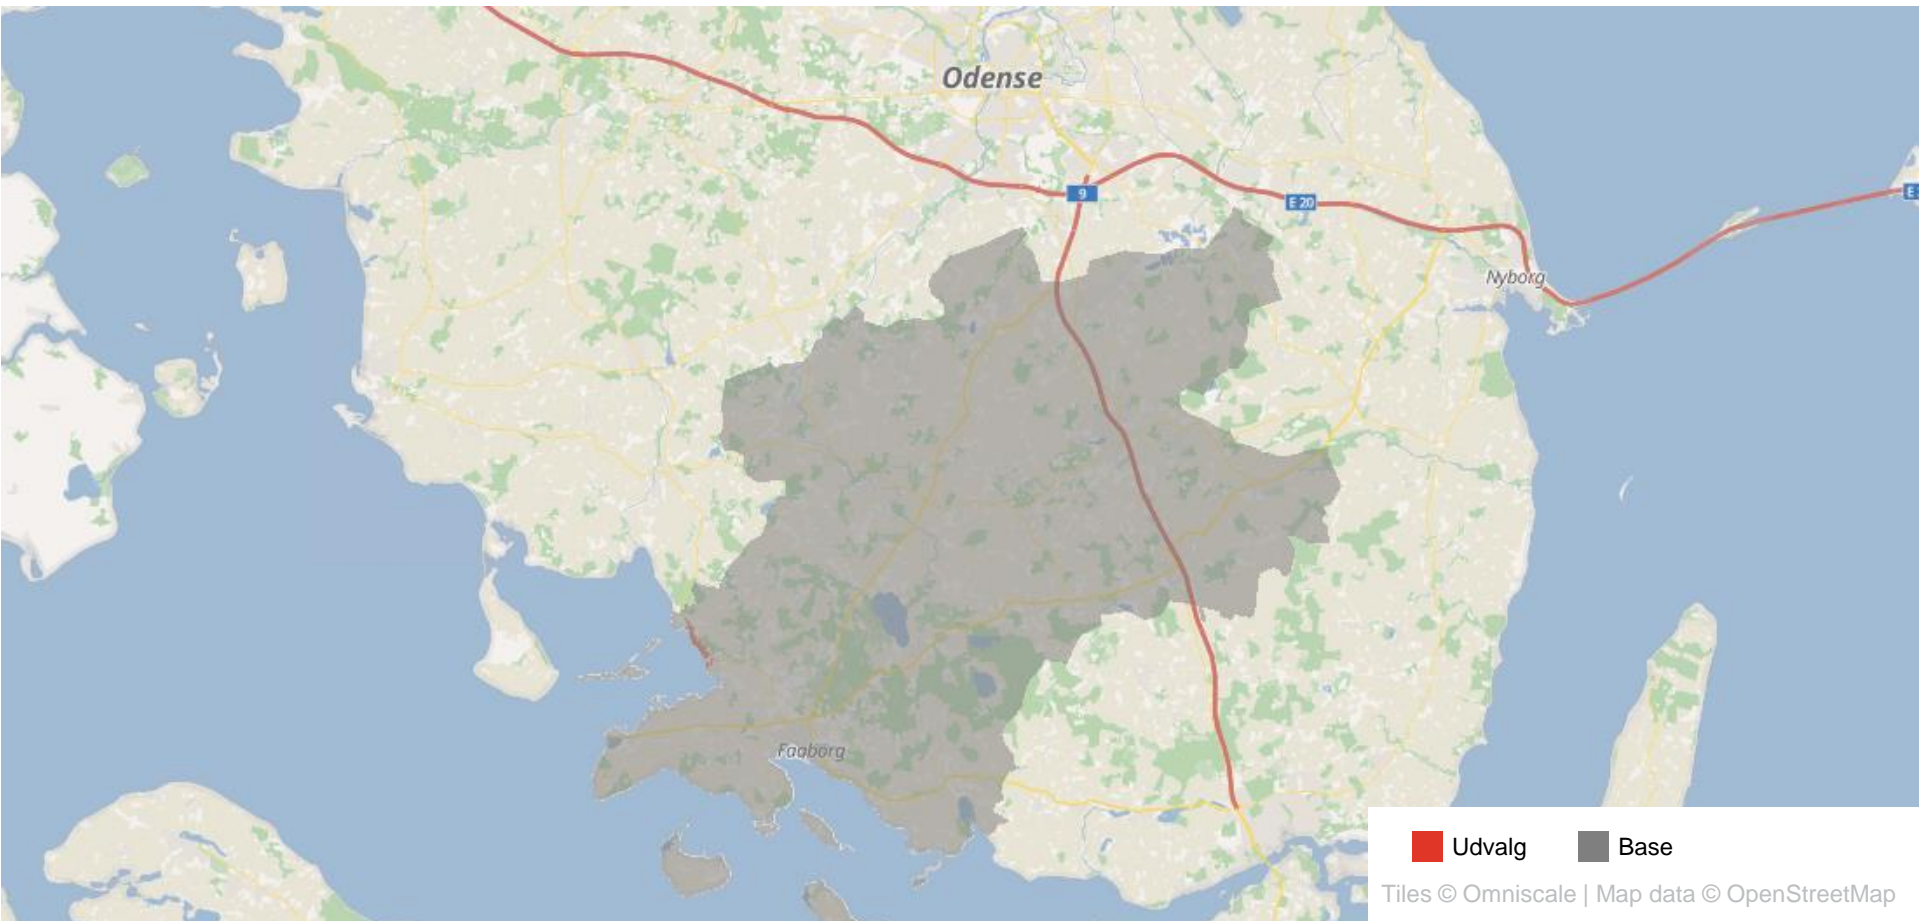 Odense
9
E 20
E
Nyborg
Faaborg
Udvalg
Base
Tiles © Omniscale | Map data © OpenStreetMap